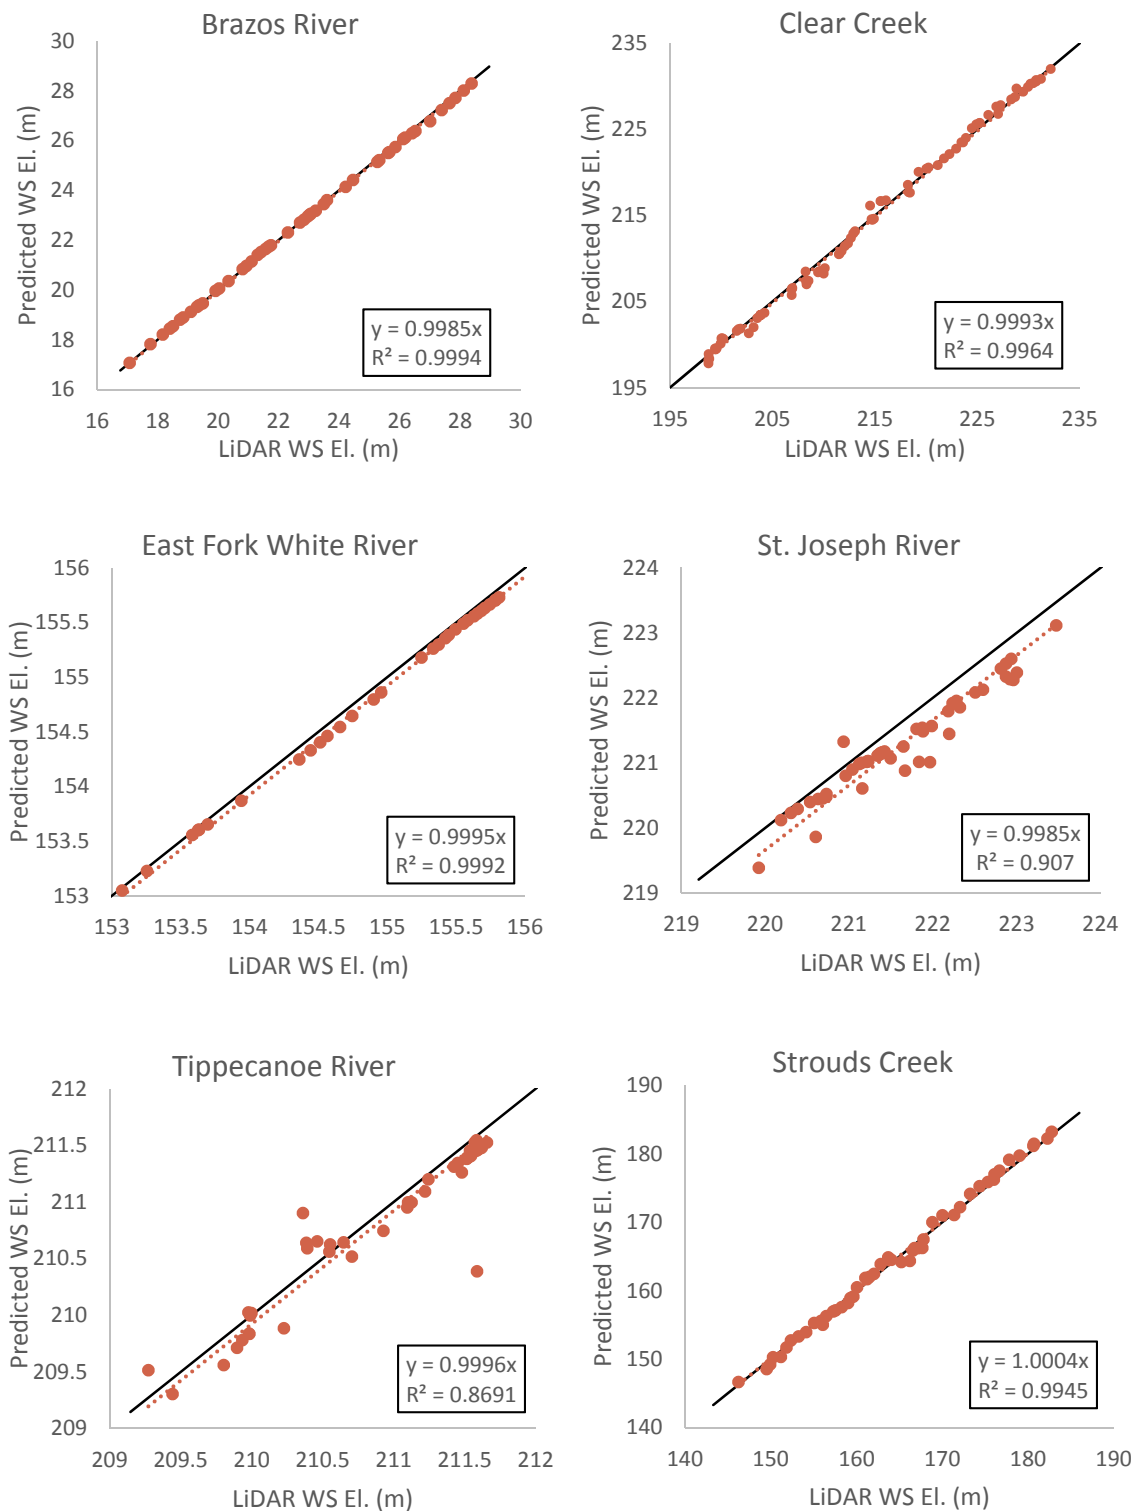 Brazos River
Predicted WS El. (m)
30
28
26
24
22
20
18
16
y = 0.9985x
R² = 0.9994
16 18 20 22 24 26 28 30
LiDAR WS El. (m)
Clear Creek
Predicted WS El. (m)
235
225
215
205
195
y = 0.9993x
R² = 0.9964
195 205 215 225 235
LiDAR WS El. (m)
East Fork White River
Predicted WS El. (m)
156
155.5
155
154.5
154
153.5
153
y = 0.9995x
R² = 0.9992
153 153.5 154 154.5 155 155.5 156
LiDAR WS El. (m)
St. Joseph River
Predicted WS El. (m)
224
223
222
221
220
219
y = 0.9985x
R² = 0.907
219 220 221 222 223 224
LiDAR WS El. (m)
Tippecanoe River
Predicted WS El. (m)
212
211.5
211
210.5
210
209.5
209
y = 0.9996x
R² = 0.8691
209 209.5 210 210.5 211 211.5 212
LiDAR WS El. (m)
Strouds Creek
Predicted WS El. (m)
190
180
170
160
150
140
y = 1.0004x
R² = 0.9945
140 150 160 170 180 190
LiDAR WS El. (m)